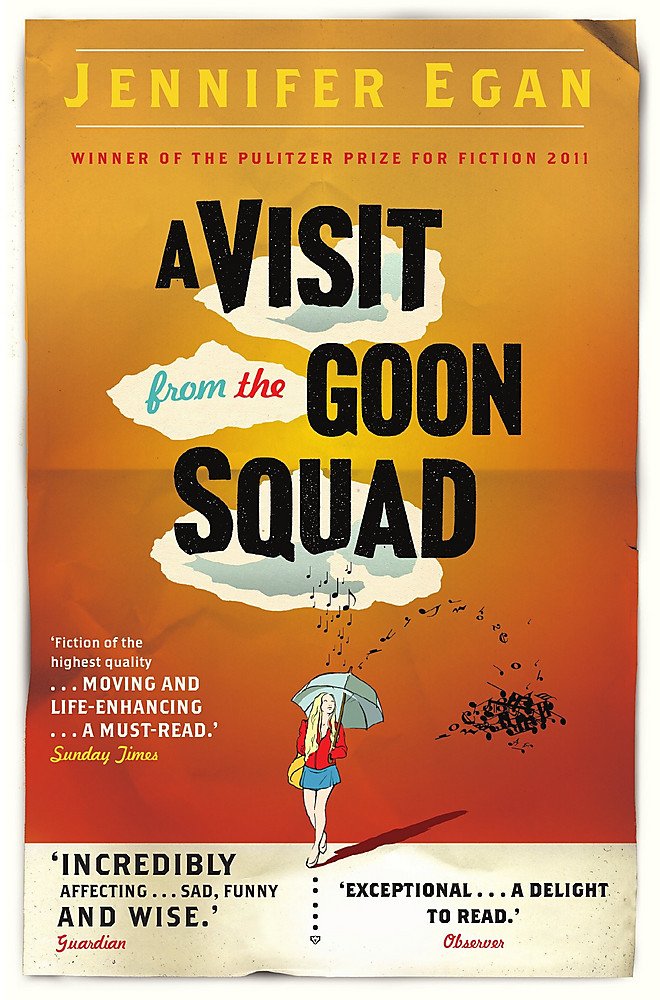 JENNIFER EGAN
WINNER OF THE PULITZER PRIZE FOR FICTION 2011
A VISIT
from the GOON
SQUAD
‘Fiction of the
highest quality
...MOVING AND
LIFE-ENHANCING
...A MUST-READ.’
Sunday Times
‘INCREDIBLY
AFFECTING...SAD, FUNNY
AND WISE.’
Guardian
‘EXCEPTIONAL...A DELIGHT
TO READ.’
Observer